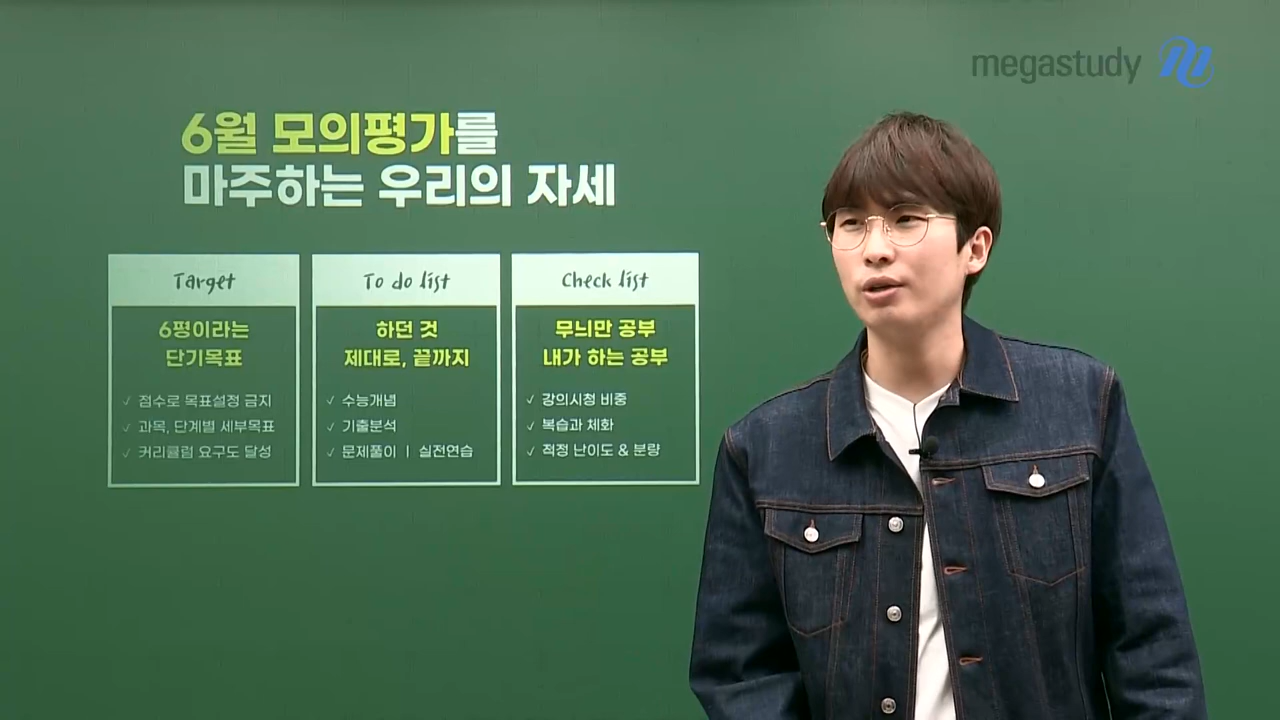 megastudy
6월 모의평가를
마주하는 우리의 자세
Target
6평이라는
단기목표
✓ 점수로 목표설정 금지
✓ 과목, 단계별 세부목표
✓ 커리큘럼 요구도 달성
To do list
하던 것
제대로, 끝까지
✓ 수능개념
✓ 기출분석
✓ 문제풀이 | 실전연습
Check list
무늬만 공부
내가 하는 공부
✓ 강의시청 비중
✓ 복습과 체화
✓ 적정 난이도 & 분량